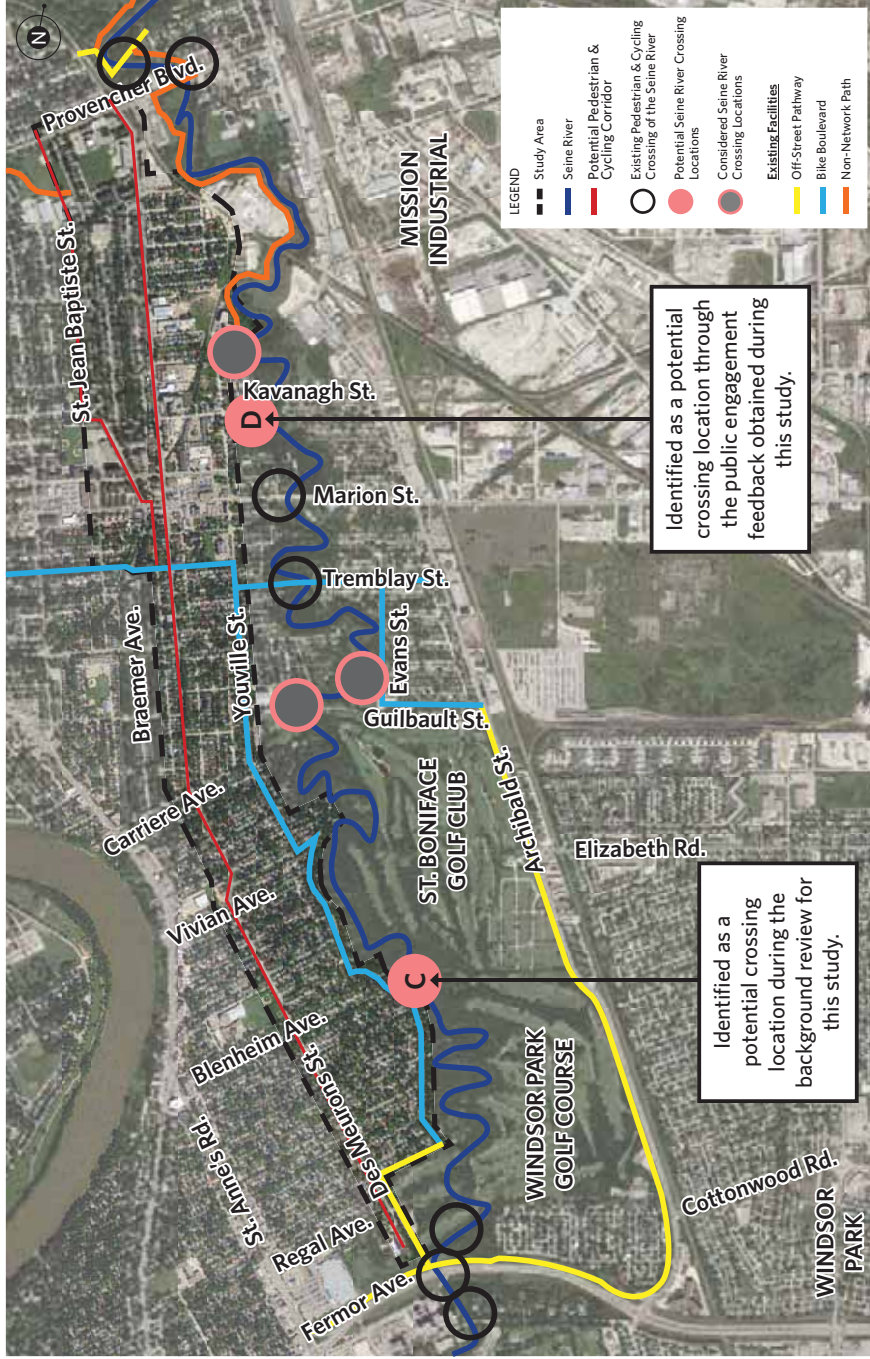 N
Provencher Blvd.
St. Jean Baptiste St.
MISSION
INDUSTRIAL
Kavanagh St.
D
Marion St.
Tremblay St.
Braemer Ave.
Youville St.
Evans St.
Guilbault St.
Carriere Ave.
ST. BONIFACE
GOLF CLUB
Archibald St.
Elizabeth Rd.
Vivian Ave.
C
Blenheim Ave.
St. Anne's Rd.
Des Meurons St.
WINDSOR PARK
GOLF COURSE
Regal Ave.
Fermor Ave.
Cottonwood Rd.
WINDSOR
PARK
Identified as a potential
crossing location through
the public engagement
feedback obtained during
this study.
Identified as a
potential crossing
location during the
background review for
this study.
LEGEND
Study Area
Seine River
Potential Pedestrian &
Cycling Corridor
Existing Pedestrian & Cycling
Crossing of the Seine River
Potential Seine River Crossing
Locations
Considered Seine River
Crossing Locations
Existing Facilities
Off-Street Pathway
Bike Boulevard
Non-Network Path